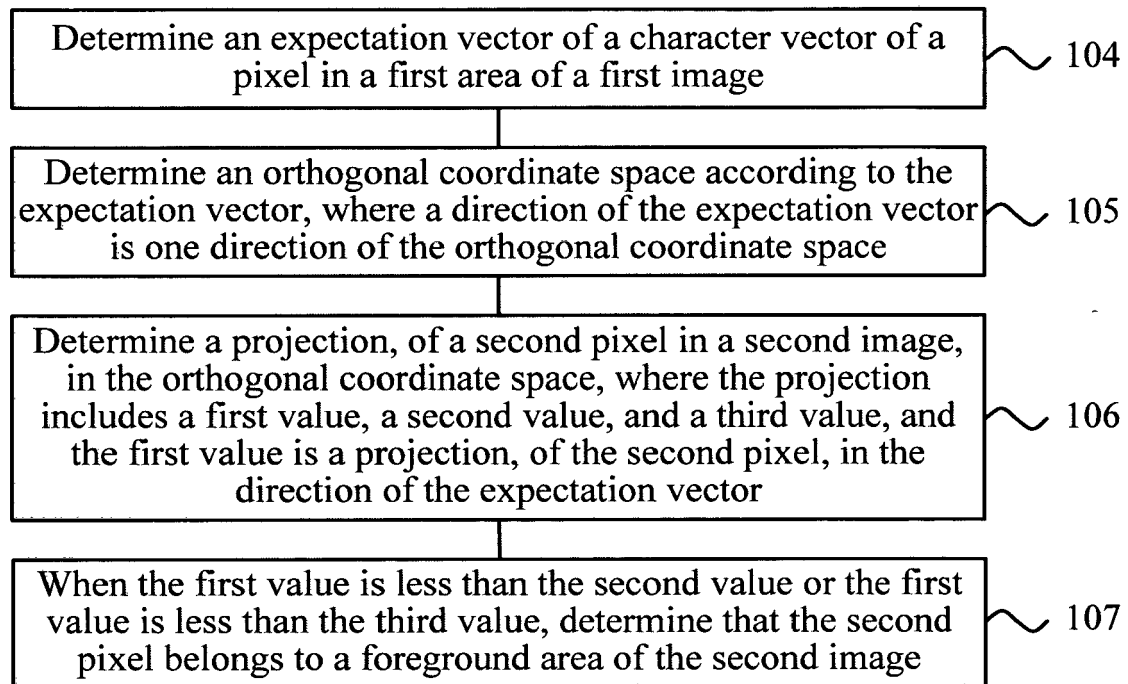 Determine an expectation vector of a character vector of a
pixel in a first area of a first image
104
Determine an orthogonal coordinate space according to the
expectation vector, where a direction of the expectation vector
is one direction of the orthogonal coordinate space
105
Determine a projection, of a second pixel in a second image,
in the orthogonal coordinate space, where the projection
includes a first value, a second value, and a third value, and
the first value is a projection, of the second pixel, in the
direction of the expectation vector
106
When the first value is less than the second value or the first
value is less than the third value, determine that the second
pixel belongs to a foreground area of the second image
107